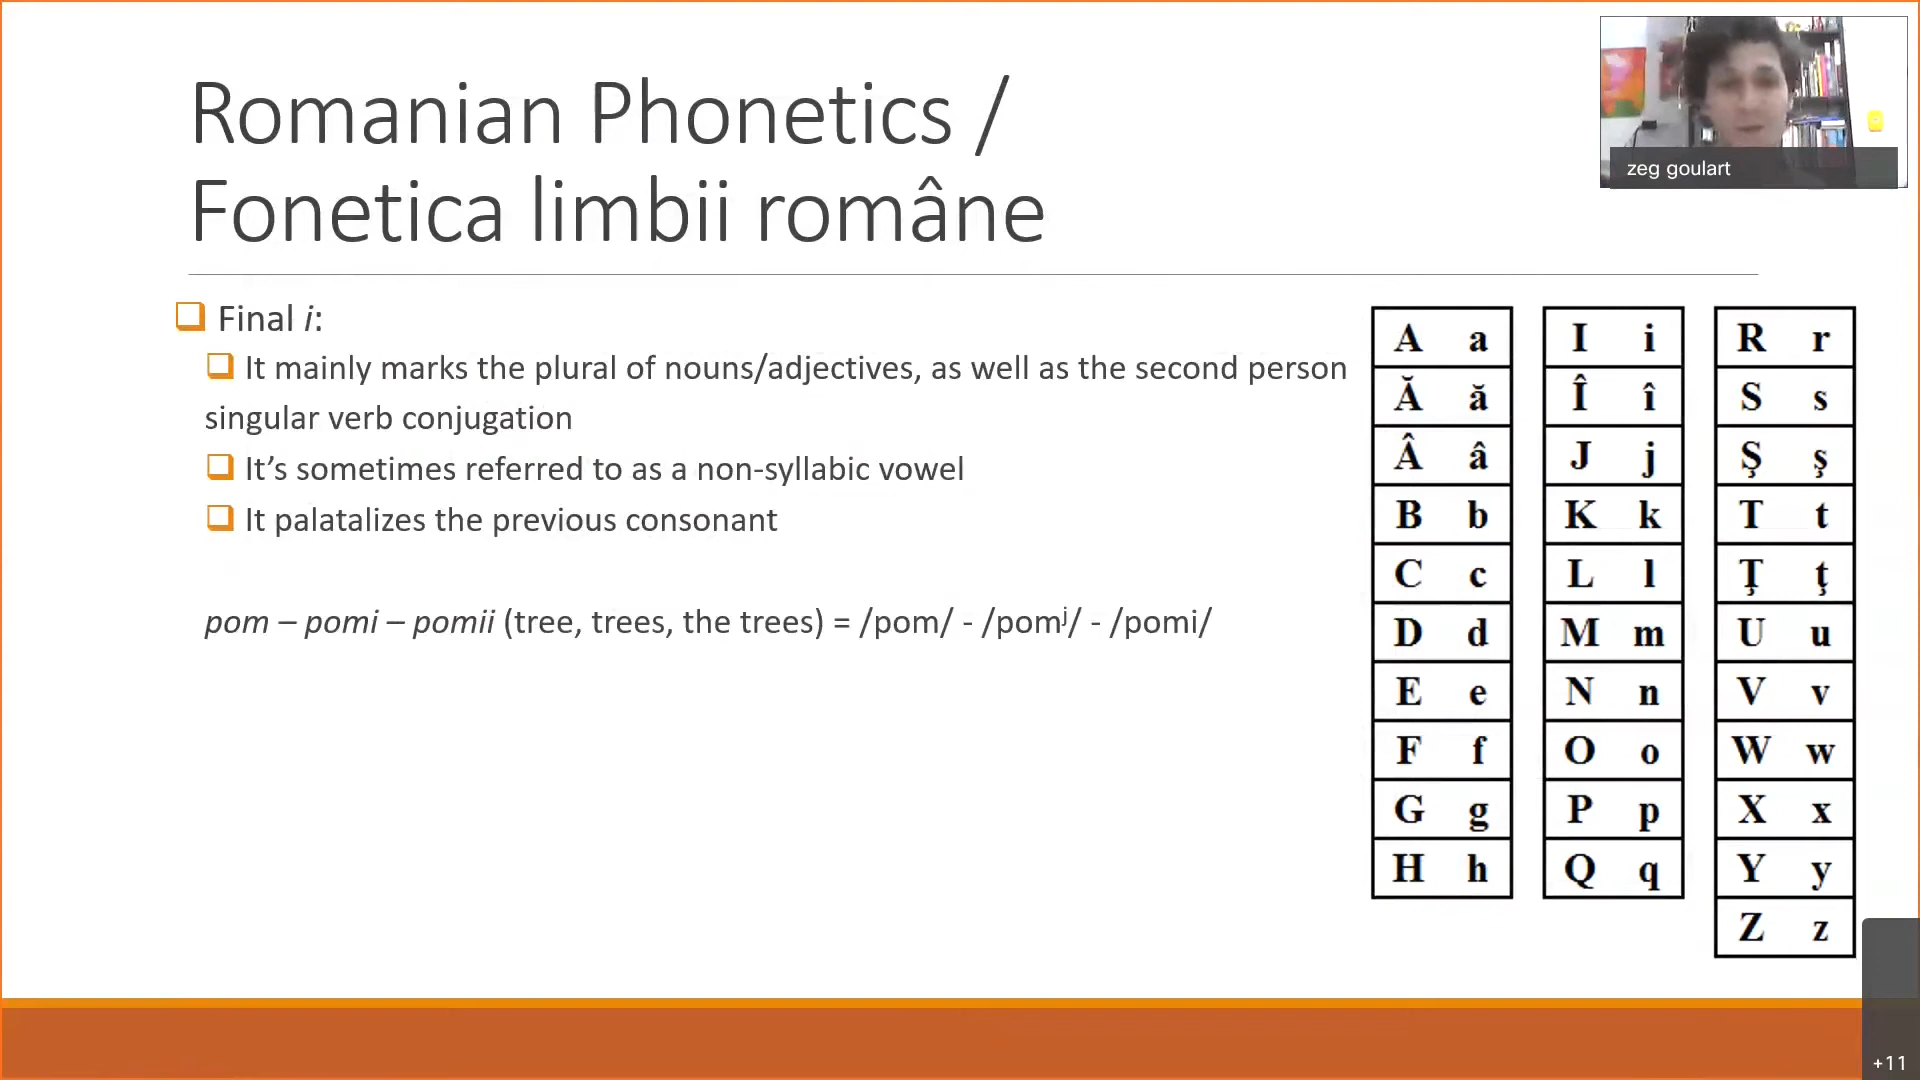 Romanian Phonetics /
Fonetica limbii române
zeg goulart
Final i:
It mainly marks the plural of nouns/adjectives, as well as the second person
singular verb conjugation
It’s sometimes referred to as a non-syllabic vowel
It palatalizes the previous consonant
pom – pomi – pomii (tree, trees, the trees) = /pom/ - /pomʲ/ - /pomi/
A a
Ă ă
Â â
B b
C c
D d
E e
F f
G g
H h
I i
Î î
J j
K k
L l
M m
N n
O o
P p
Q q
R r
S s
Ş ş
T t
Ţ ţ
U u
V v
W w
X x
Y y
Z z
+11